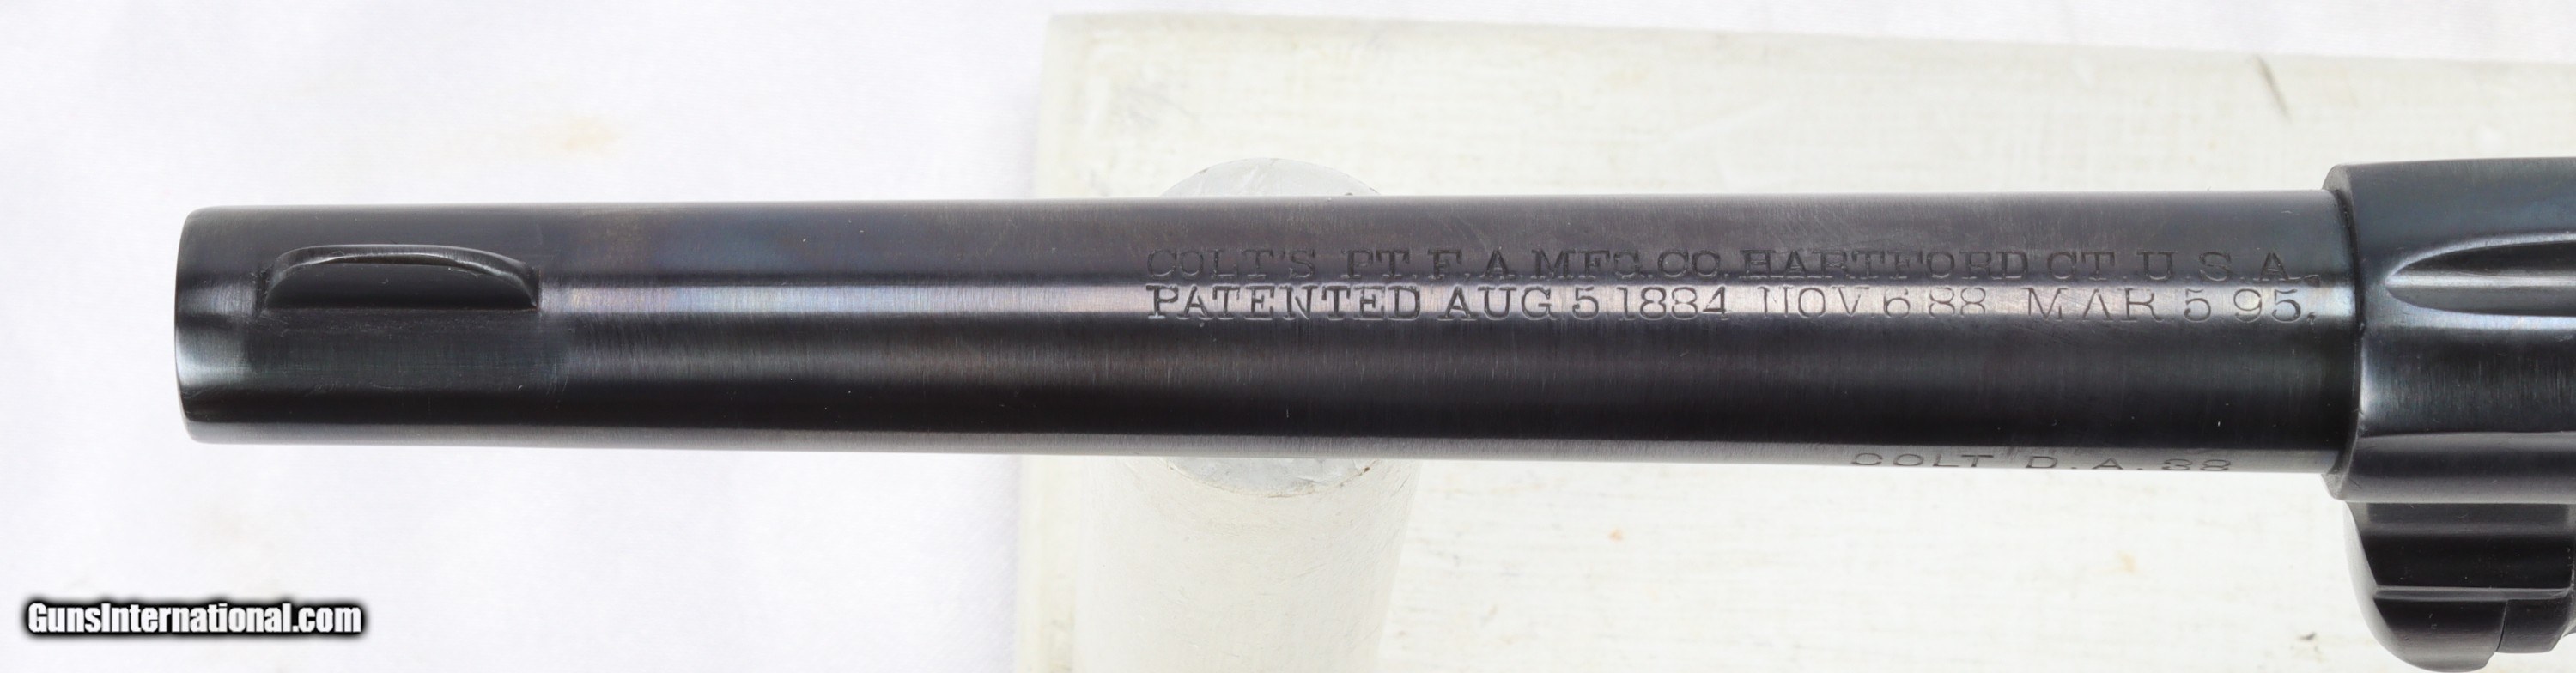 COLT'S PT. F. A. MFG. CO. HARTFORD CT. U.S.A.
PATENTED AUG 5 1884 NOV 6 88 MAR 5 95.
COLT D.A. 38
GunsInternational.com